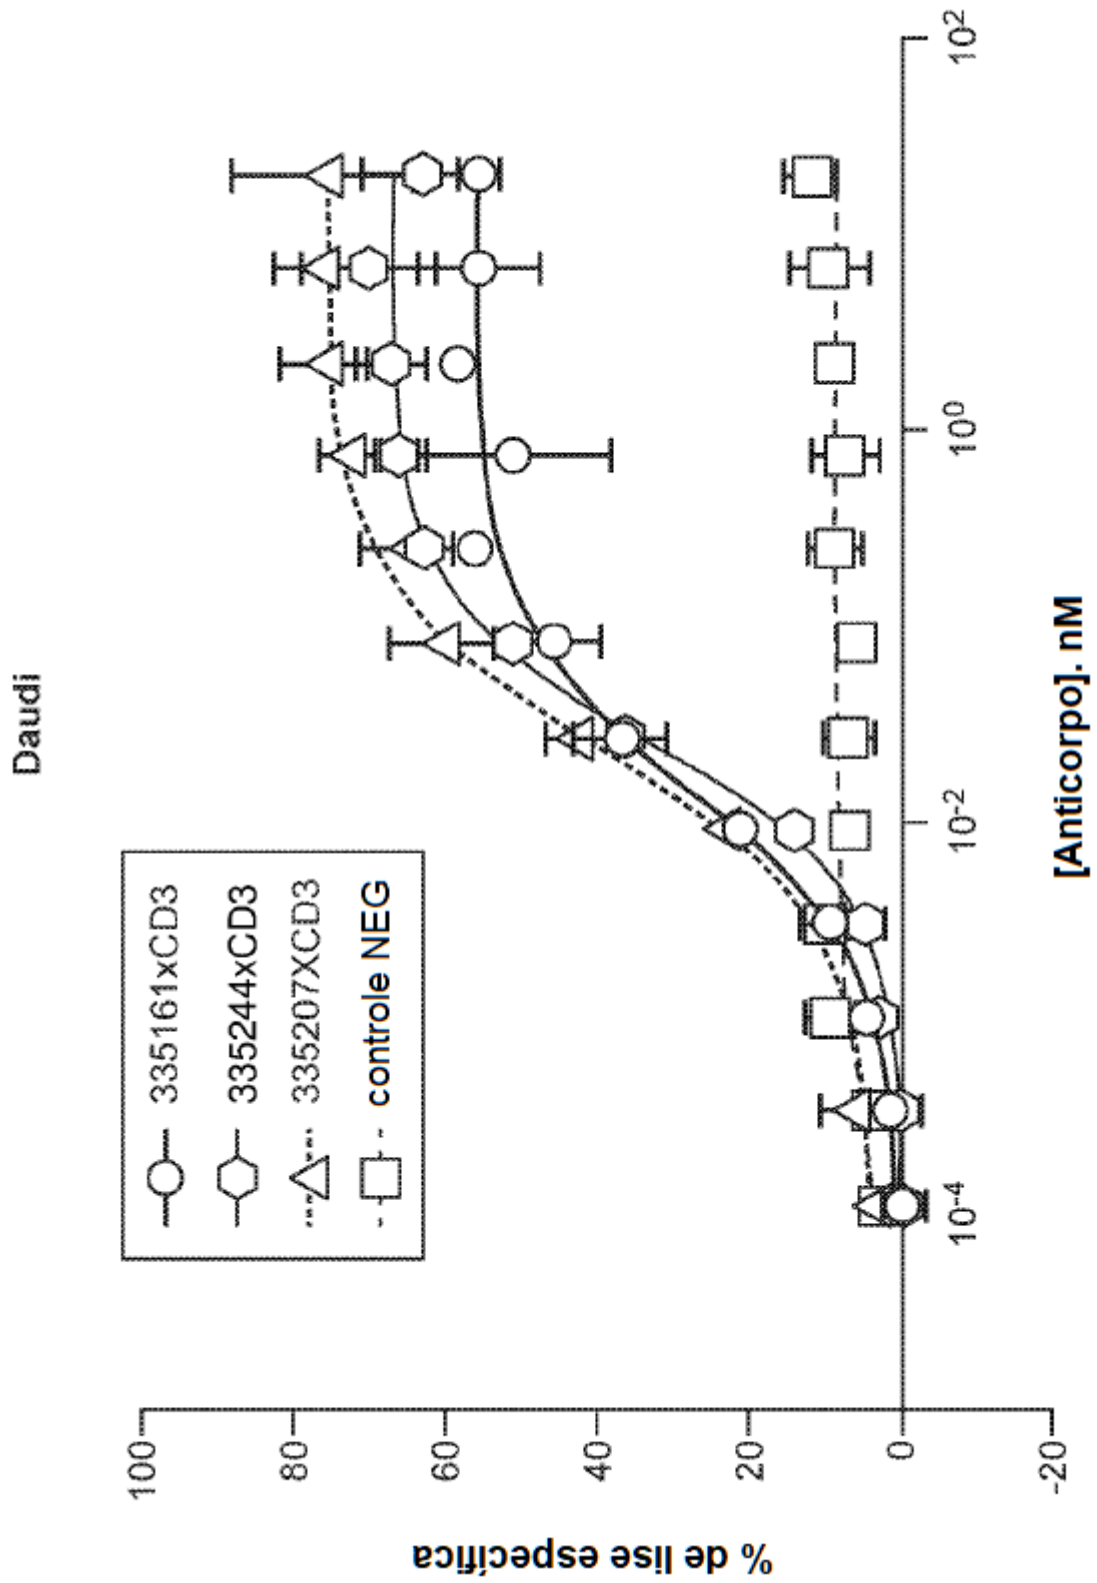 Daudi
335161xCD3
335244xCD3
335207XCD3
controle NEG
% de lise específica
100
80
60
40
20
0
-20
10-4
10-2
100
102
[Anticorpo]. nM